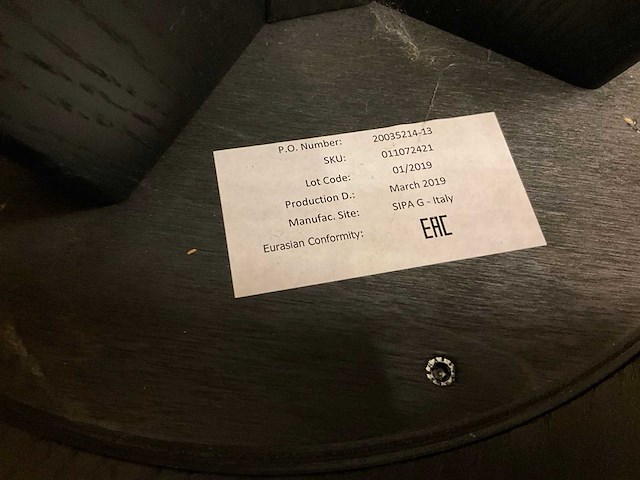 P.O. Number: 20035214-13
SKU: 011072421
Lot Code: 01/2019
Production D.: March 2019
Manufac. Site: SIPA G - Italy
Eurasian Conformity: EAC